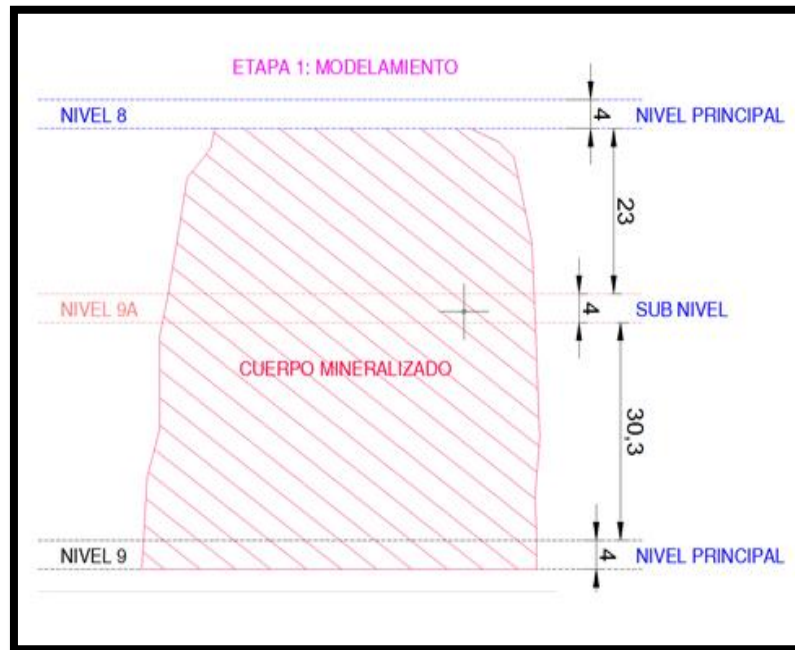 ETAPA 1: MODELAMIENTO
NIVEL 8
4
NIVEL PRINCIPAL
23
NIVEL 9A
4
SUB NIVEL
CUERPO MINERALIZADO
30,3
NIVEL 9
4
NIVEL PRINCIPAL